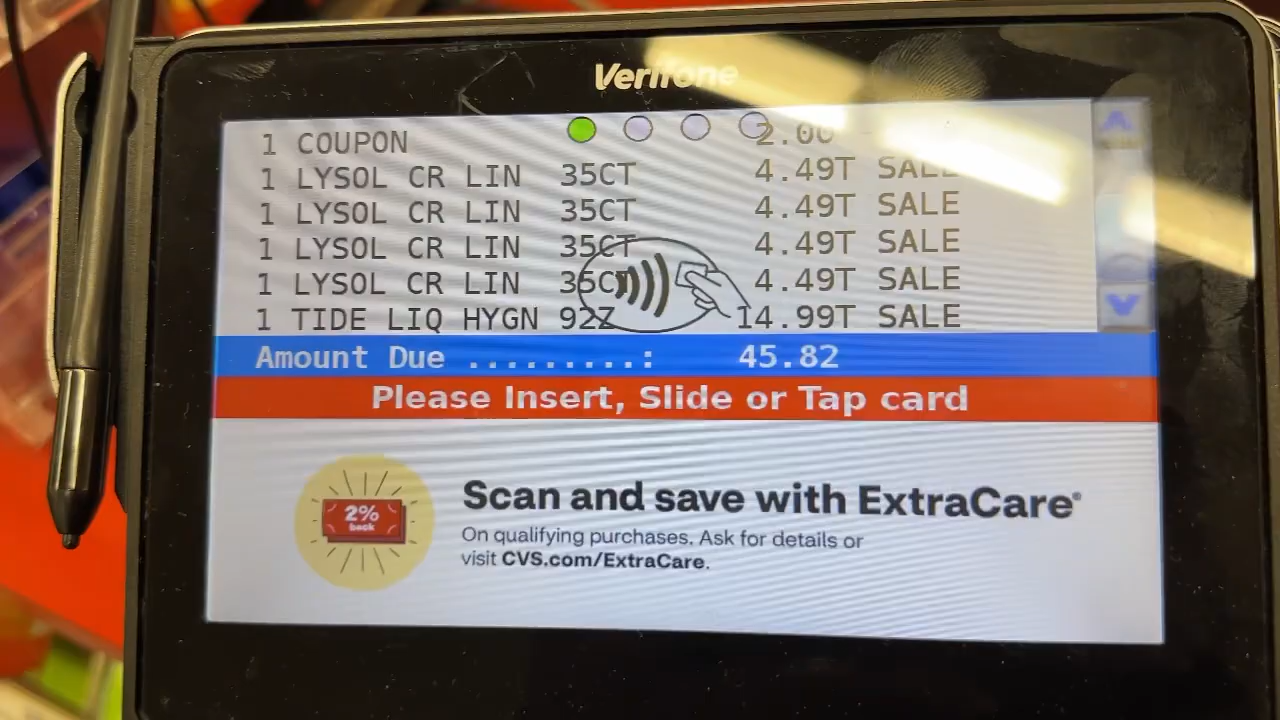 Verifone
1 COUPON 2.00
1 LYSOL CR LIN 35CT 4.49T SALE
1 LYSOL CR LIN 35CT 4.49T SALE
1 LYSOL CR LIN 35CT 4.49T SALE
1 LYSOL CR LIN 35CT 4.49T SALE
1 TIDE LIQ HYGN 92Z 14.99T SALE
Amount Due .........: 45.82
Please Insert, Slide or Tap card
2%
back
Scan and save with ExtraCare®
On qualifying purchases. Ask for details or
visit CVS.com/ExtraCare.